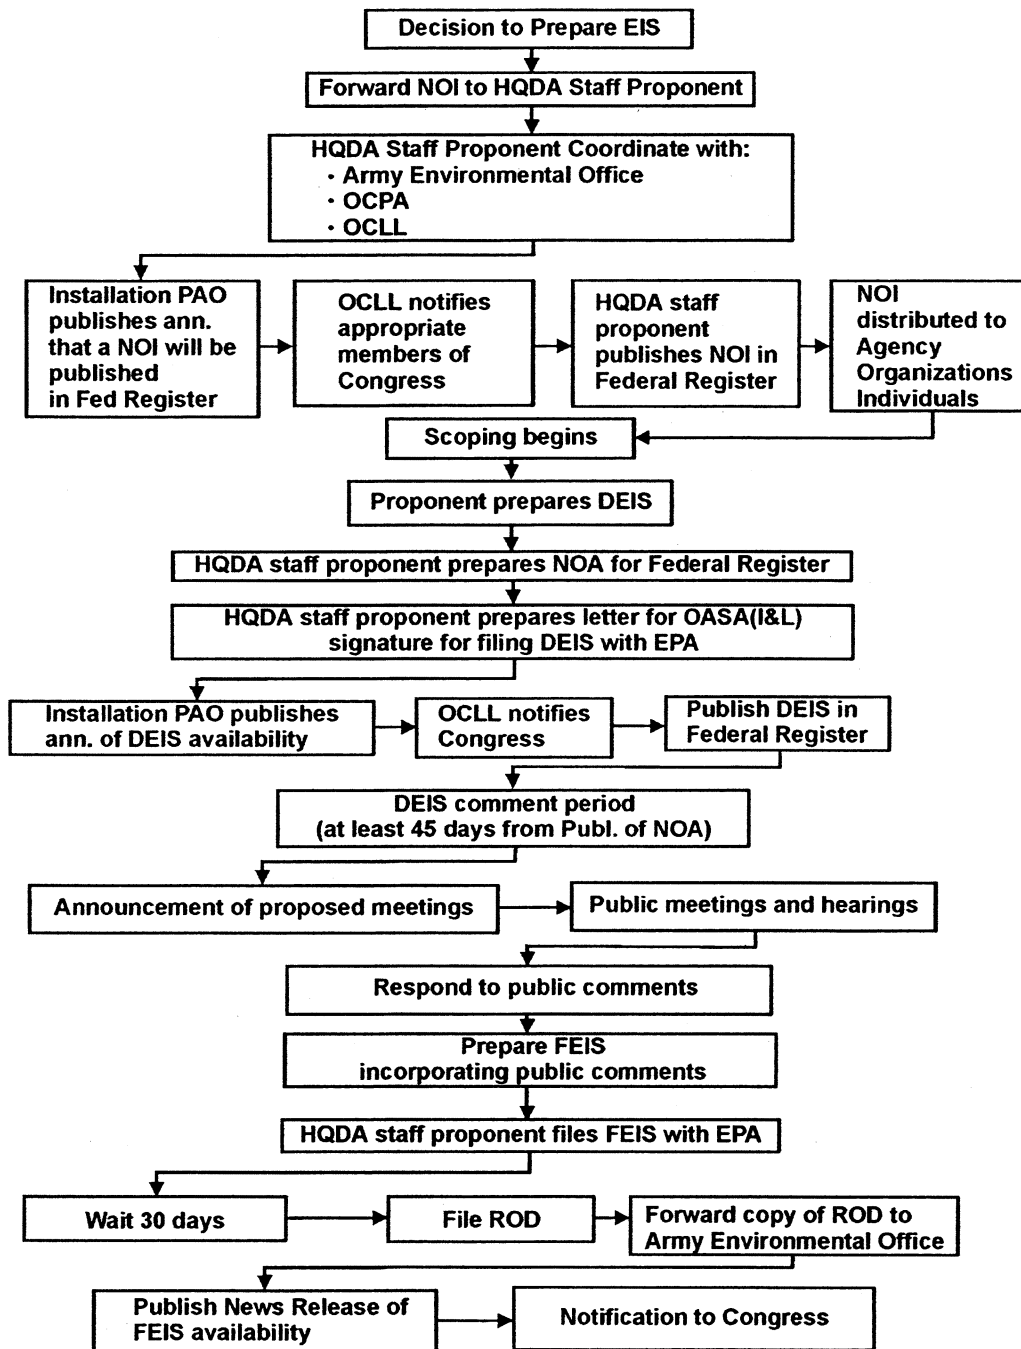 Decision to Prepare EIS
Forward NOI to HQDA Staff Proponent
HQDA Staff Proponent Coordinate with:
· Army Environmental Office
· OCPA
· OCLL
Installation PAO
publishes ann.
that a NOI will be
published
in Fed Register
OCLL notifies
appropriate
members of
Congress
HQDA staff
proponent
publishes NOI in
Federal Register
NOI
distributed to
Agency
Organizations
Individuals
Scoping begins
Proponent prepares DEIS
HQDA staff proponent prepares NOA for Federal Register
HQDA staff proponent prepares letter for OASA(I&L)
signature for filing DEIS with EPA
Installation PAO publishes
ann. of DEIS availability
OCLL notifies
Congress
Publish DEIS in
Federal Register
DEIS comment period
(at least 45 days from Publ. of NOA)
Announcement of proposed meetings
Public meetings and hearings
Respond to public comments
Prepare FEIS
incorporating public comments
HQDA staff proponent files FEIS with EPA
Wait 30 days
File ROD
Forward copy of ROD to
Army Environmental Office
Publish News Release of
FEIS availability
Notification to Congress